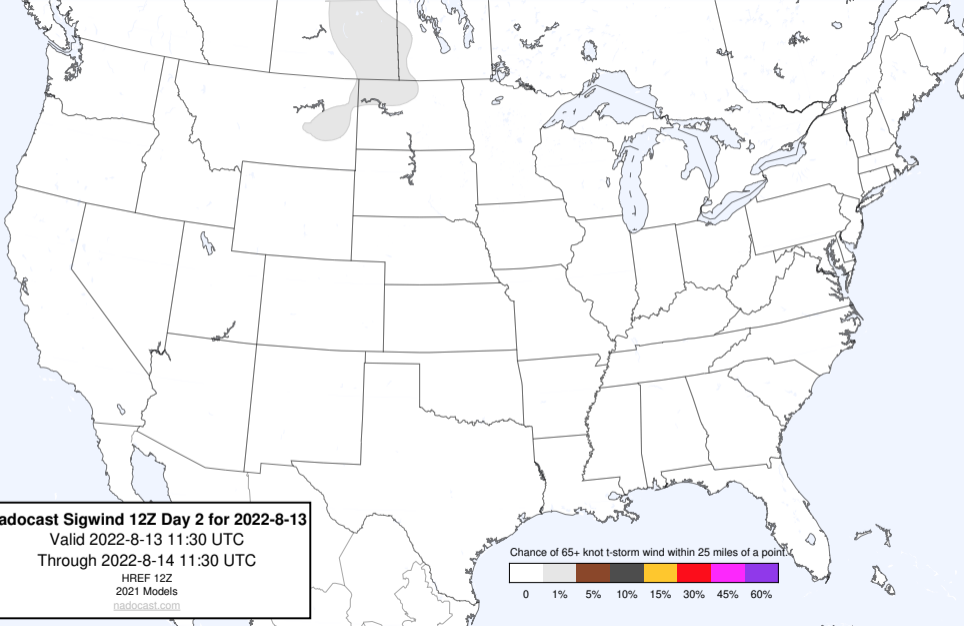 adocast Sigwind 12Z Day 2 for 2022-8-13
Valid 2022-8-13 11:30 UTC
Through 2022-8-14 11:30 UTC
HREF 12Z
2021 Models
nadocast.com
Chance of 65+ knot t-storm wind within 25 miles of a point.
0 1% 5% 10% 15% 30% 45% 60%